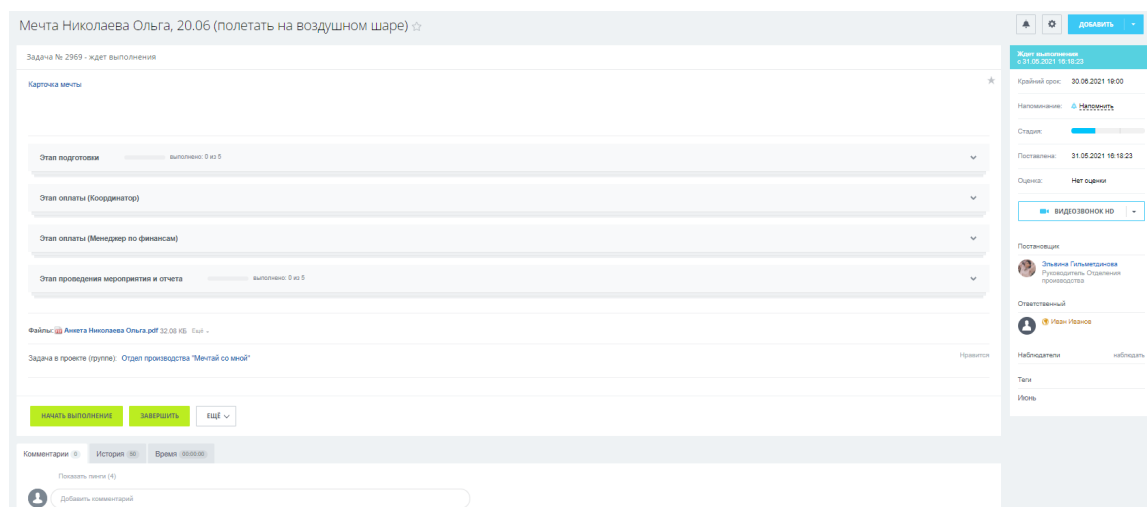 Мечта Николаева Ольга, 20.06 (полетать на воздушном шаре)
ДОБАВИТЬ
Задача № 2969 - ждет выполнения
Карточка мечты
Этап подготовки выполнено: 0 из 5
Этап оплаты (Координатор)
Этап оплаты (Менеджер по финансам)
Этап проведения мероприятия и отчета выполнено: 0 из 5
Файлы: Анкета Николаева Ольга.pdf 32.08 КБ Ещё
Задача в проекте (группе): Отдел производства "Мечтай со мной" Нравится
НАЧАТЬ ВЫПОЛНЕНИЕ ЗАВЕРШИТЬ ЕЩЁ
Комментарии 0 История 50 Время 00:00:00
Показать пинги (4)
Добавить комментарий
Ждет выполнения
с 31.05.2021 16:18:23
Крайний срок: 30.06.2021 19:00
Напоминание: Напомнить
Стадия:
Поставлена: 31.05.2021 16:18:23
Оценка: Нет оценки
ВИДЕОЗВОНОК HD
Постановщик
Эльвина Гильметдинова
Руководитель Отделения
производства
Ответственный
Иван Иванов
Наблюдатели наблюдать
Теги
Июнь